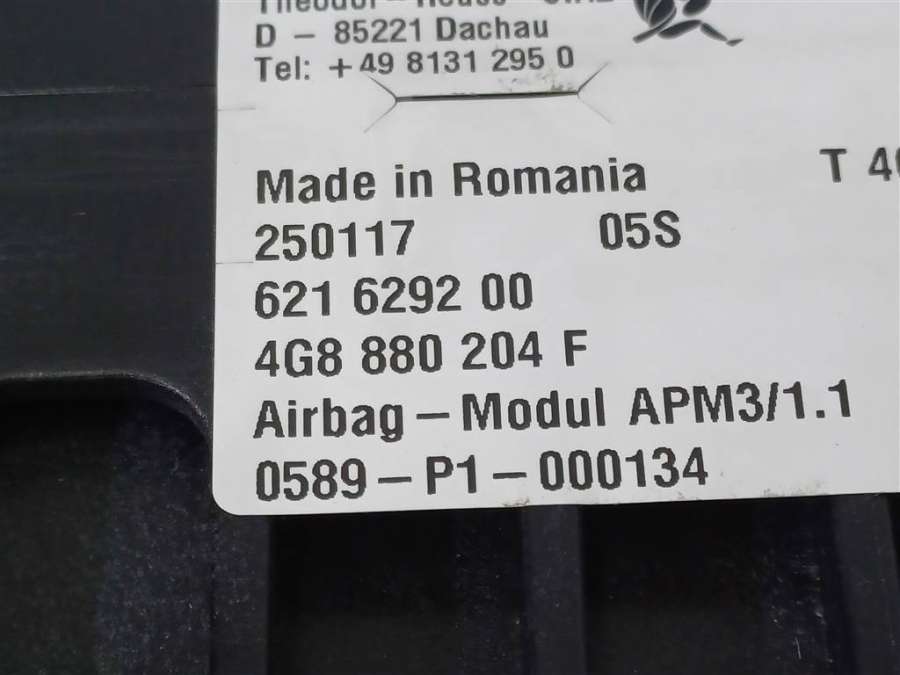 D – 85221 Dachau
Tel: +49 8131 295 0
Made in Romania
T 4
250117 05S
621 6292 00
4G8 880 204 F
Airbag – Modul APM3/1.1
0589 – P1 – 000134